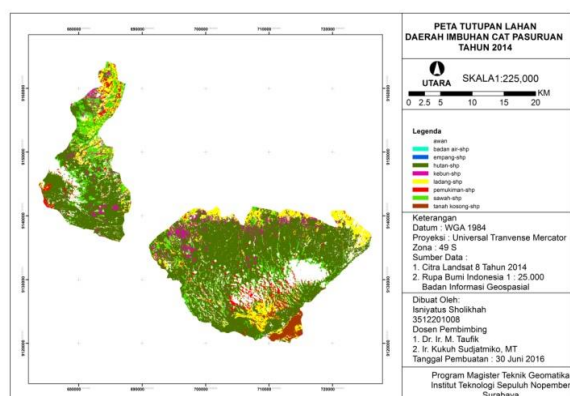 PETA TUTUPAN LAHAN
DAERAH IMBUHAN CAT PASURUAN
TAHUN 2014
UTARA
SKALA1:225,000
KM
0 2.5 5 10 15 20
Legenda
awan
badan air-shp
empang-shp
hutan-shp
kebun-shp
ladang-shp
pemukiman-shp
sawah-shp
tanah kosong-shp
Keterangan
Datum : WGA 1984
Proyeksi : Universal Tranvense Mercator
Zona : 49 S
Sumber Data :
1. Citra Landsat 8 Tahun 2014
2. Rupa Bumi Indonesia 1 : 25.000
Badan Informasi Geospasial
Dibuat Oleh:
Isniyatus Sholikhah
3512201008
Dosen Pembimbing
1. Dr. Ir. M. Taufik
2. Ir. Kukuh Sudjatmiko, MT
Tanggal Pembuatan : 30 Juni 2016
Program Magister Teknik Geomatika
Institut Teknologi Sepuluh Nopember
Surabaya